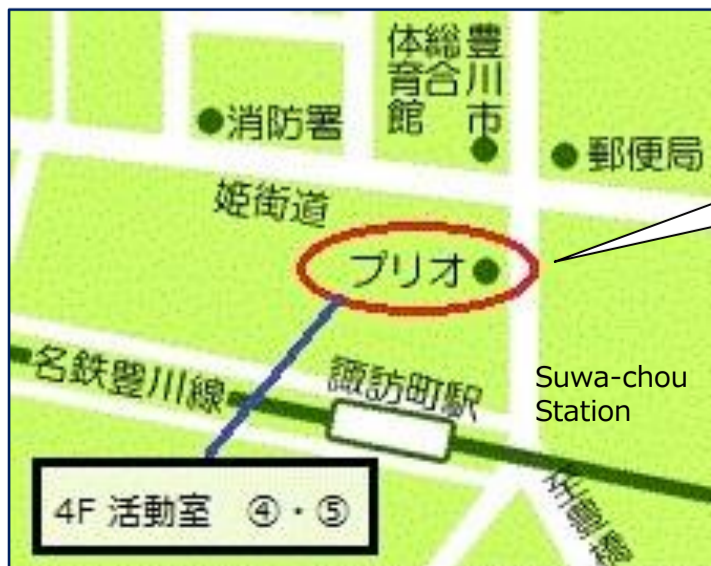 豊川市
総合
体育館
消防署
郵便局
姫街道
プリオ
名鉄豊川線
諏訪町駅
Suwa-chou
Station
4F 活動室 ④・⑤